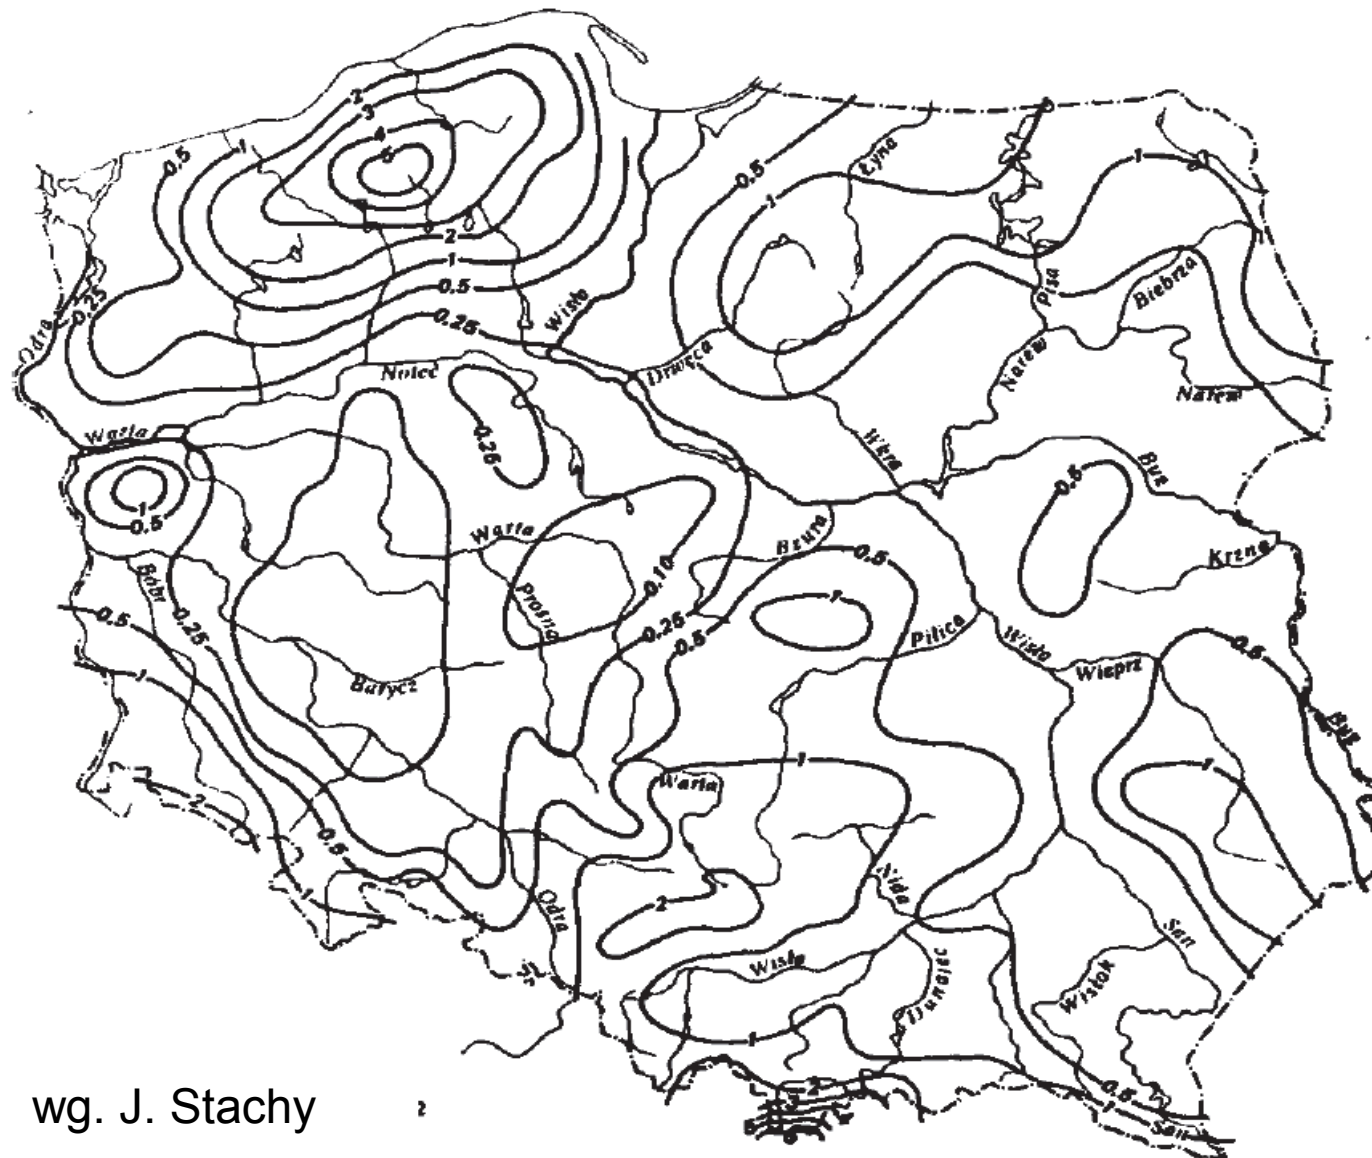 2
3
4
5
0.5
1
Łyna
0.5
1
1
2
1
0.5
0.25
0.25
Odra
Wisła
Pisa
Biebrza
Drwęca
Narew
Narew
Noteć
Warta
0.25
Wkra
Bug
0.5
1
0.5
Warta
Bzura
0.5
Krzna
Bóbr
Prosna
0.10
0.25
0.5
1
Pilica
Wisła
Wieprz
0.5
0.5
0.25
1
Barycz
Bug
2
0.5
1
Warta
1
1
2
Odra
Nida
San
Wisła
Dunajec
Wisłok
1
2
3
0.5
1
San
wg. J. Stachy
2